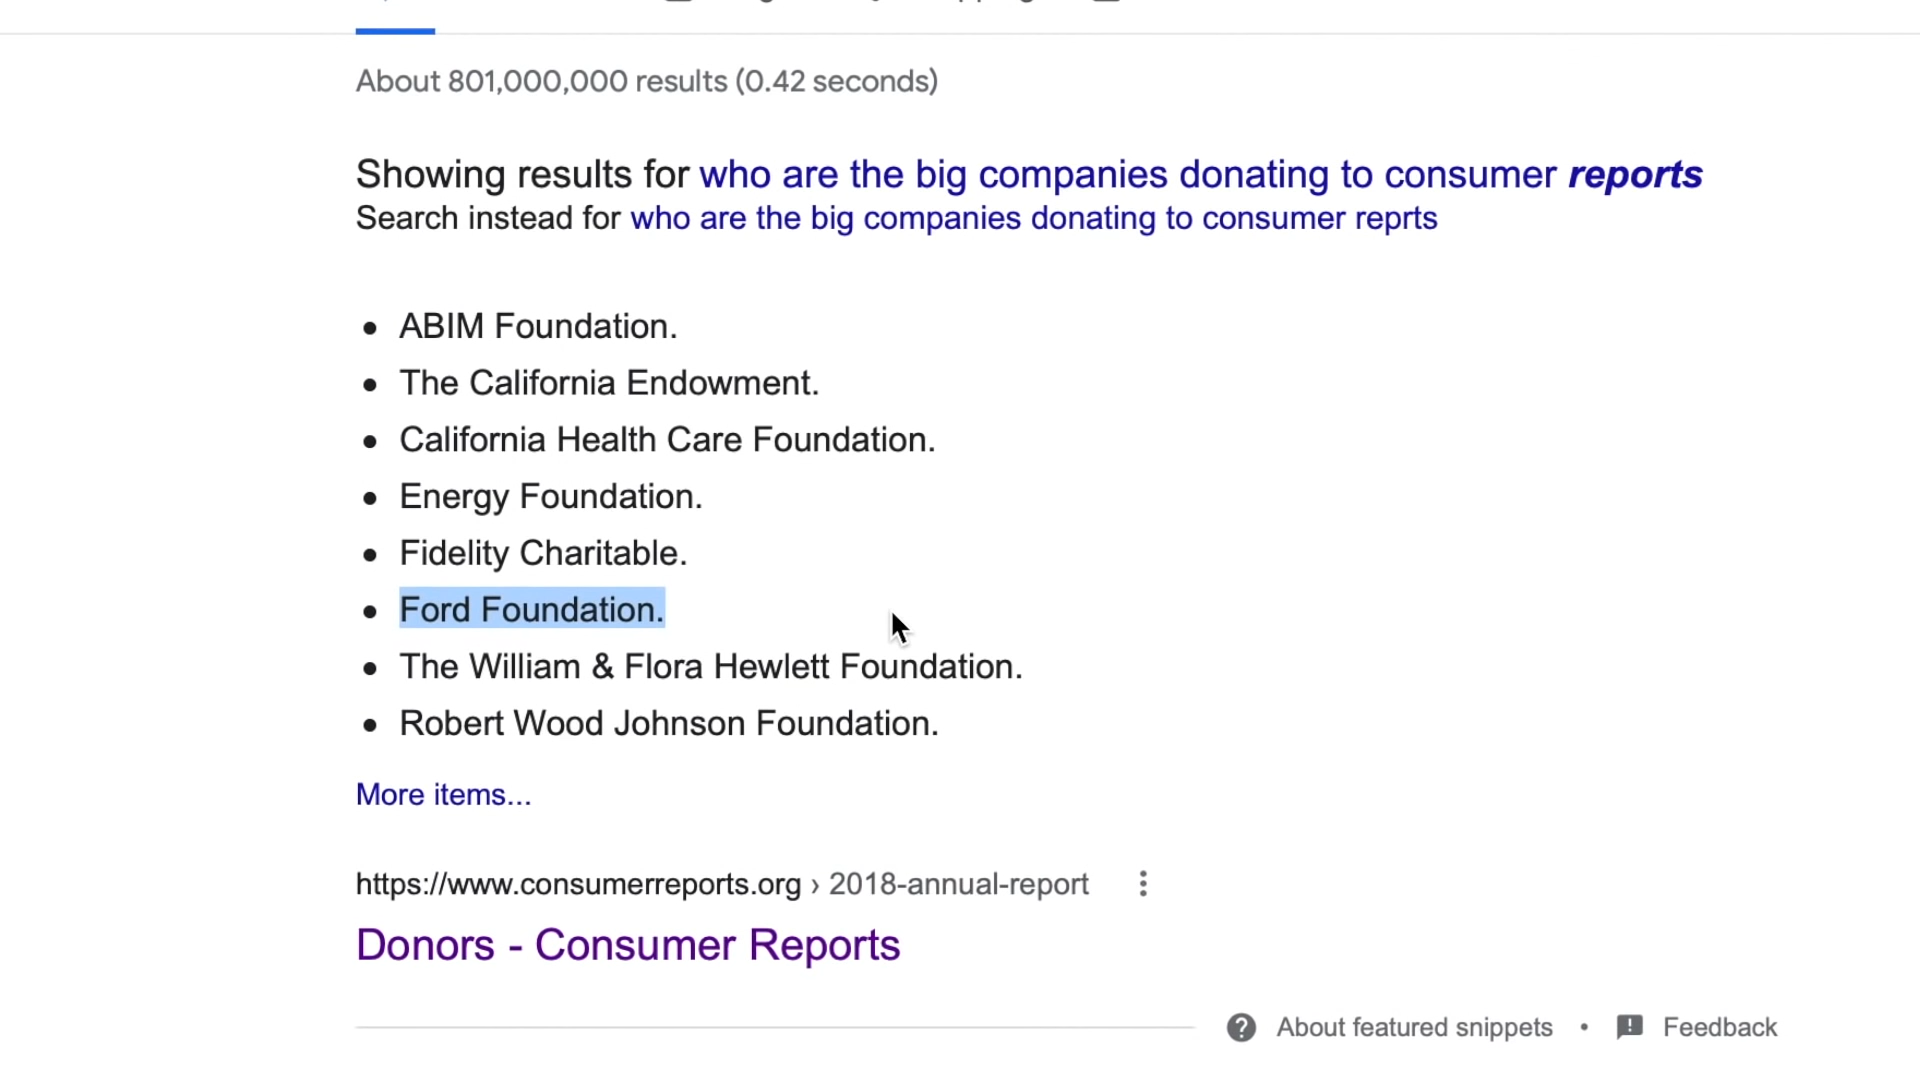 About 801,000,000 results (0.42 seconds)
Showing results for who are the big companies donating to consumer reports
Search instead for who are the big companies donating to consumer reprts
• ABIM Foundation.
• The California Endowment.
• California Health Care Foundation.
• Energy Foundation.
• Fidelity Charitable.
• Ford Foundation.
• The William & Flora Hewlett Foundation.
• Robert Wood Johnson Foundation.
More items...
https://www.consumerreports.org › 2018-annual-report
Donors - Consumer Reports
About featured snippets • Feedback